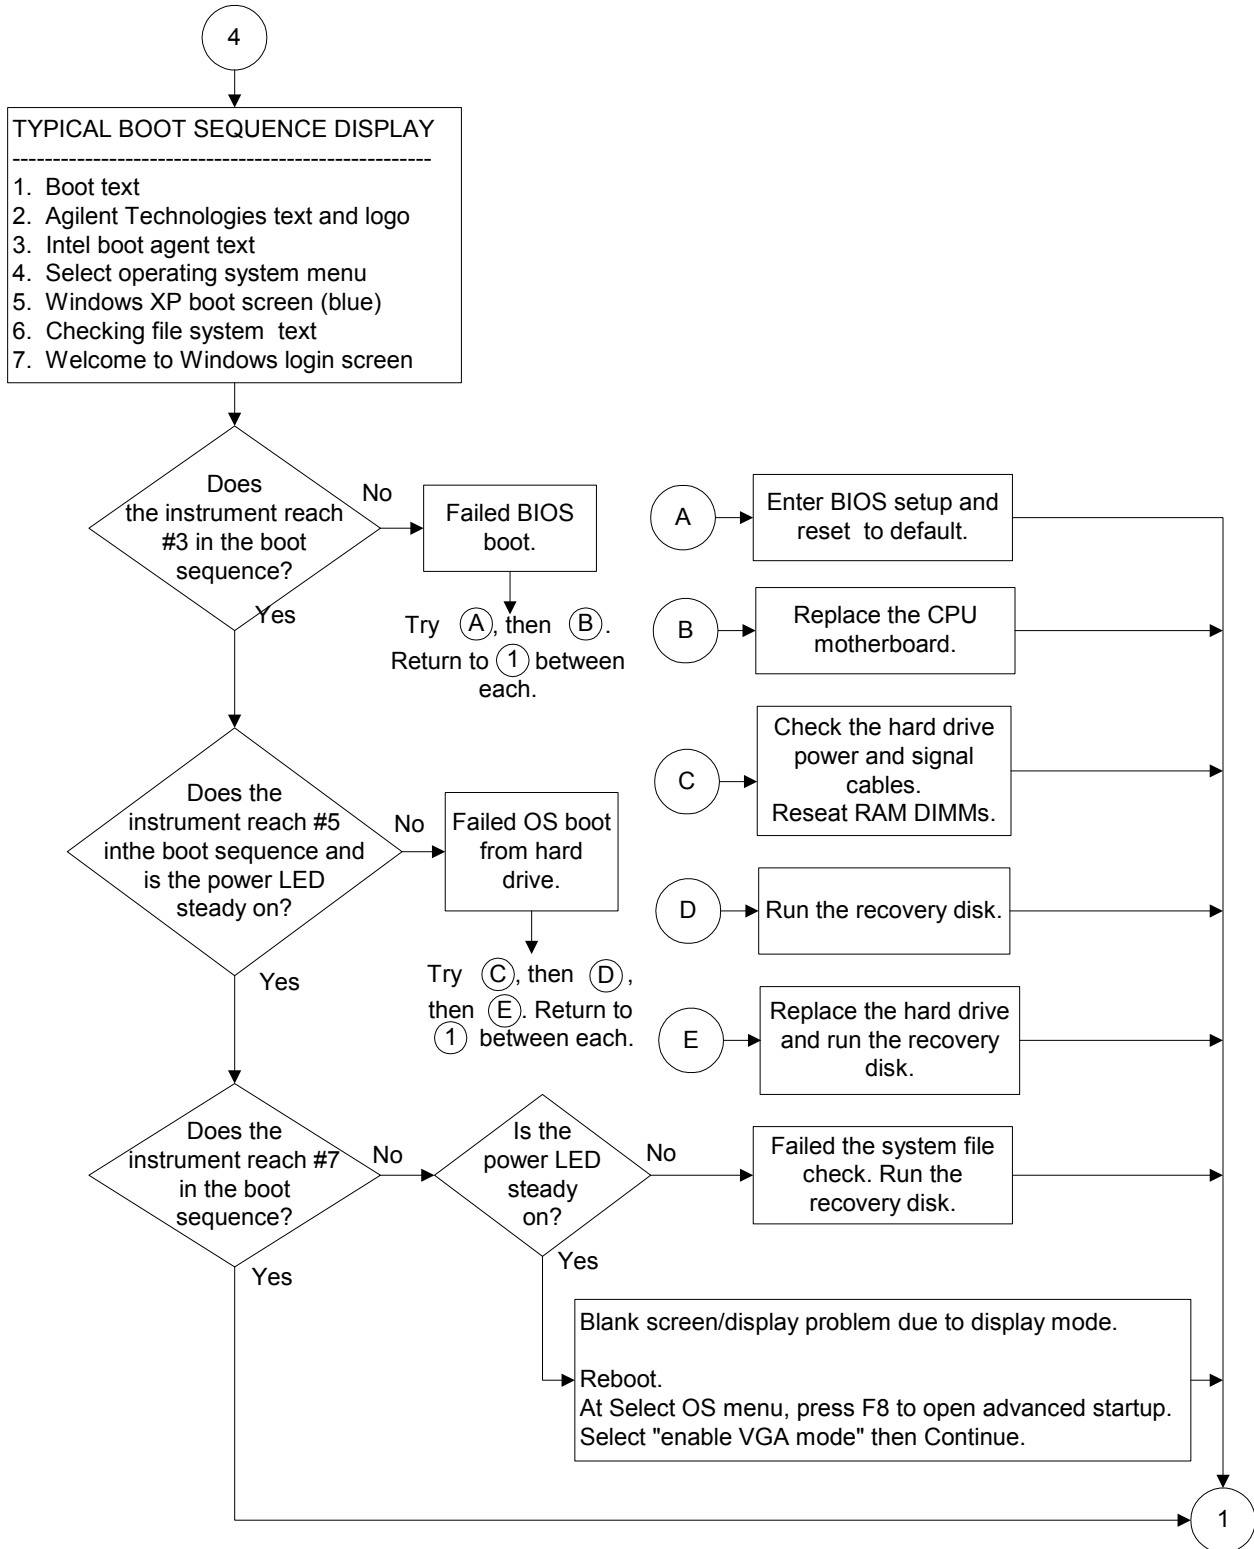 4
TYPICAL BOOT SEQUENCE DISPLAY
----------------------------------------------------
1. Boot text
2. Agilent Technologies text and logo
3. Intel boot agent text
4. Select operating system menu
5. Windows XP boot screen (blue)
6. Checking file system text
7. Welcome to Windows login screen
Does
the instrument reach
#3 in the boot
sequence?
No
Yes
Failed BIOS
boot.
Try A, then B.
Return to 1 between
each.
A
Enter BIOS setup and
reset to default.
B
Replace the CPU
motherboard.
C
Check the hard drive
power and signal
cables.
Reseat RAM DIMMs.
Does the
instrument reach #5
inthe boot sequence and
is the power LED
steady on?
No
Yes
Failed OS boot
from hard
drive.
Try C, then D,
then E. Return to
1 between each.
D
Run the recovery disk.
E
Replace the hard drive
and run the recovery
disk.
Does the
instrument reach #7
in the boot
sequence?
No
Yes
Is the
power LED
steady
on?
No
Yes
Failed the system file
check. Run the
recovery disk.
Blank screen/display problem due to display mode.
Reboot.
At Select OS menu, press F8 to open advanced startup.
Select "enable VGA mode" then Continue.
1